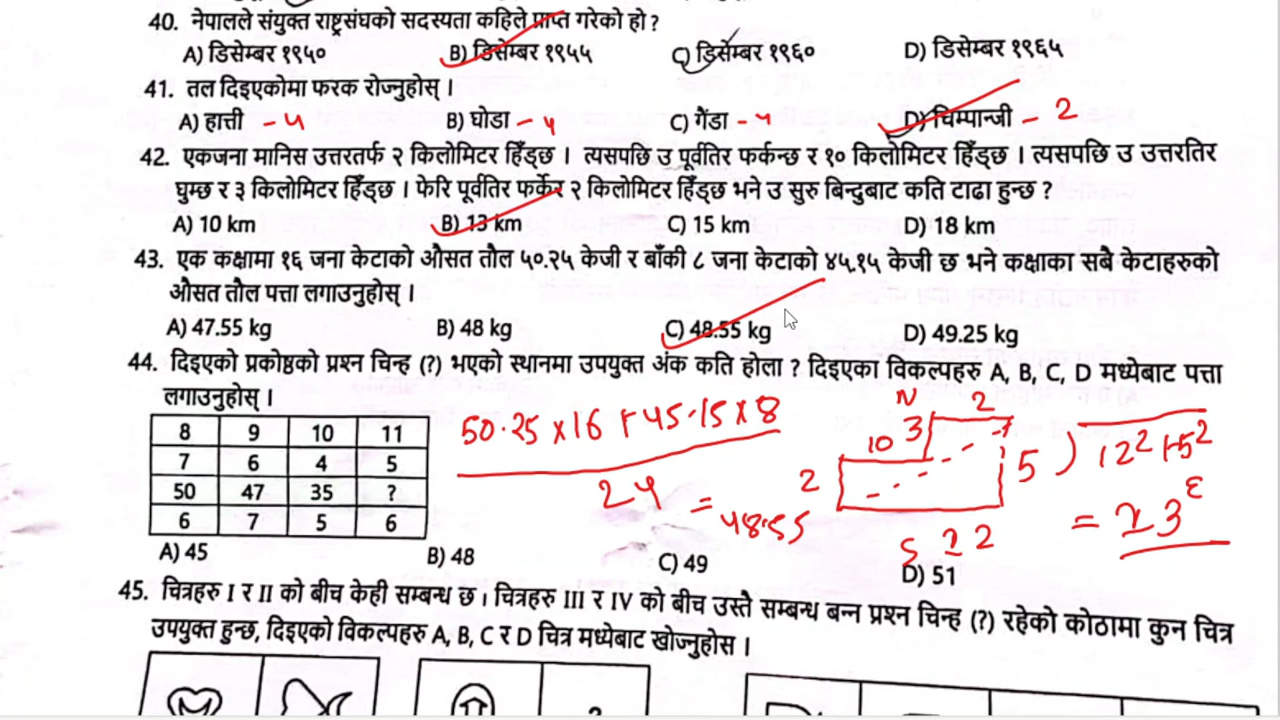 40. नेपालले संयुक्त राष्ट्रसंघको सदस्यता कहिले प्राप्त गरेको हो ?
A) डिसेम्बर १९५० B) डिसेम्बर १९५५ C) डिसेम्बर १९६० D) डिसेम्बर १९६५
41. तल दिइएकोमा फरक रोज्नुहोस् ।
A) हात्ती - ४ B) घोडा - ४ C) गैंडा - ४ D) चिम्पान्जी 2
42. एकजना मानिस उत्तरतर्फ २ किलोमिटर हिँड्छ । त्यसपछि उ पूर्वतिर फर्कन्छ र १० किलोमिटर हिँड्छ । त्यसपछि उ उत्तरतिर
घुम्छ र ३ किलोमिटर हिँड्छ । फेरि पूर्वतिर फर्केर २ किलोमिटर हिँड्छ भने उ सुरु बिन्दुबाट कति टाढा हुन्छ ?
A) 10 km B) 13 km C) 15 km D) 18 km
43. एक कक्षामा १६ जना केटाको औसत तौल ५०.२५ केजी र बाँकी ८ जना केटाको ४५.१५ केजी छ भने कक्षाका सबै केटाहरुको
औसत तौल पत्ता लगाउनुहोस् ।
A) 47.55 kg B) 48 kg C) 48.55 kg D) 49.25 kg
44. दिइएको प्रकोष्ठको प्रश्न चिन्ह (?) भएको स्थानमा उपयुक्त अंक कति होला ? दिइएका विकल्पहरु A, B, C, D मध्येबाट पत्ता
लगाउनुहोस् ।
8 9 10 11
7 6 4 5
50 47 35 ?
6 7 5 6
50.25 x 16 + 45.15 x 8
24
= 48.55
N 2
10 3
2 5
12² + 5²
A) 45 B) 48 C) 49 D) 51
45. चित्रहरु I र II को बीच केही सम्बन्ध छ । चित्रहरु III र IV को बीच उस्तै सम्बन्ध बन्न प्रश्न चिन्ह (?) रहेको कोठामा कुन चित्र
उपयुक्त हुन्छ, दिइएको विकल्पहरु A, B, C र D चित्र मध्येबाट खोज्नुहोस् ।